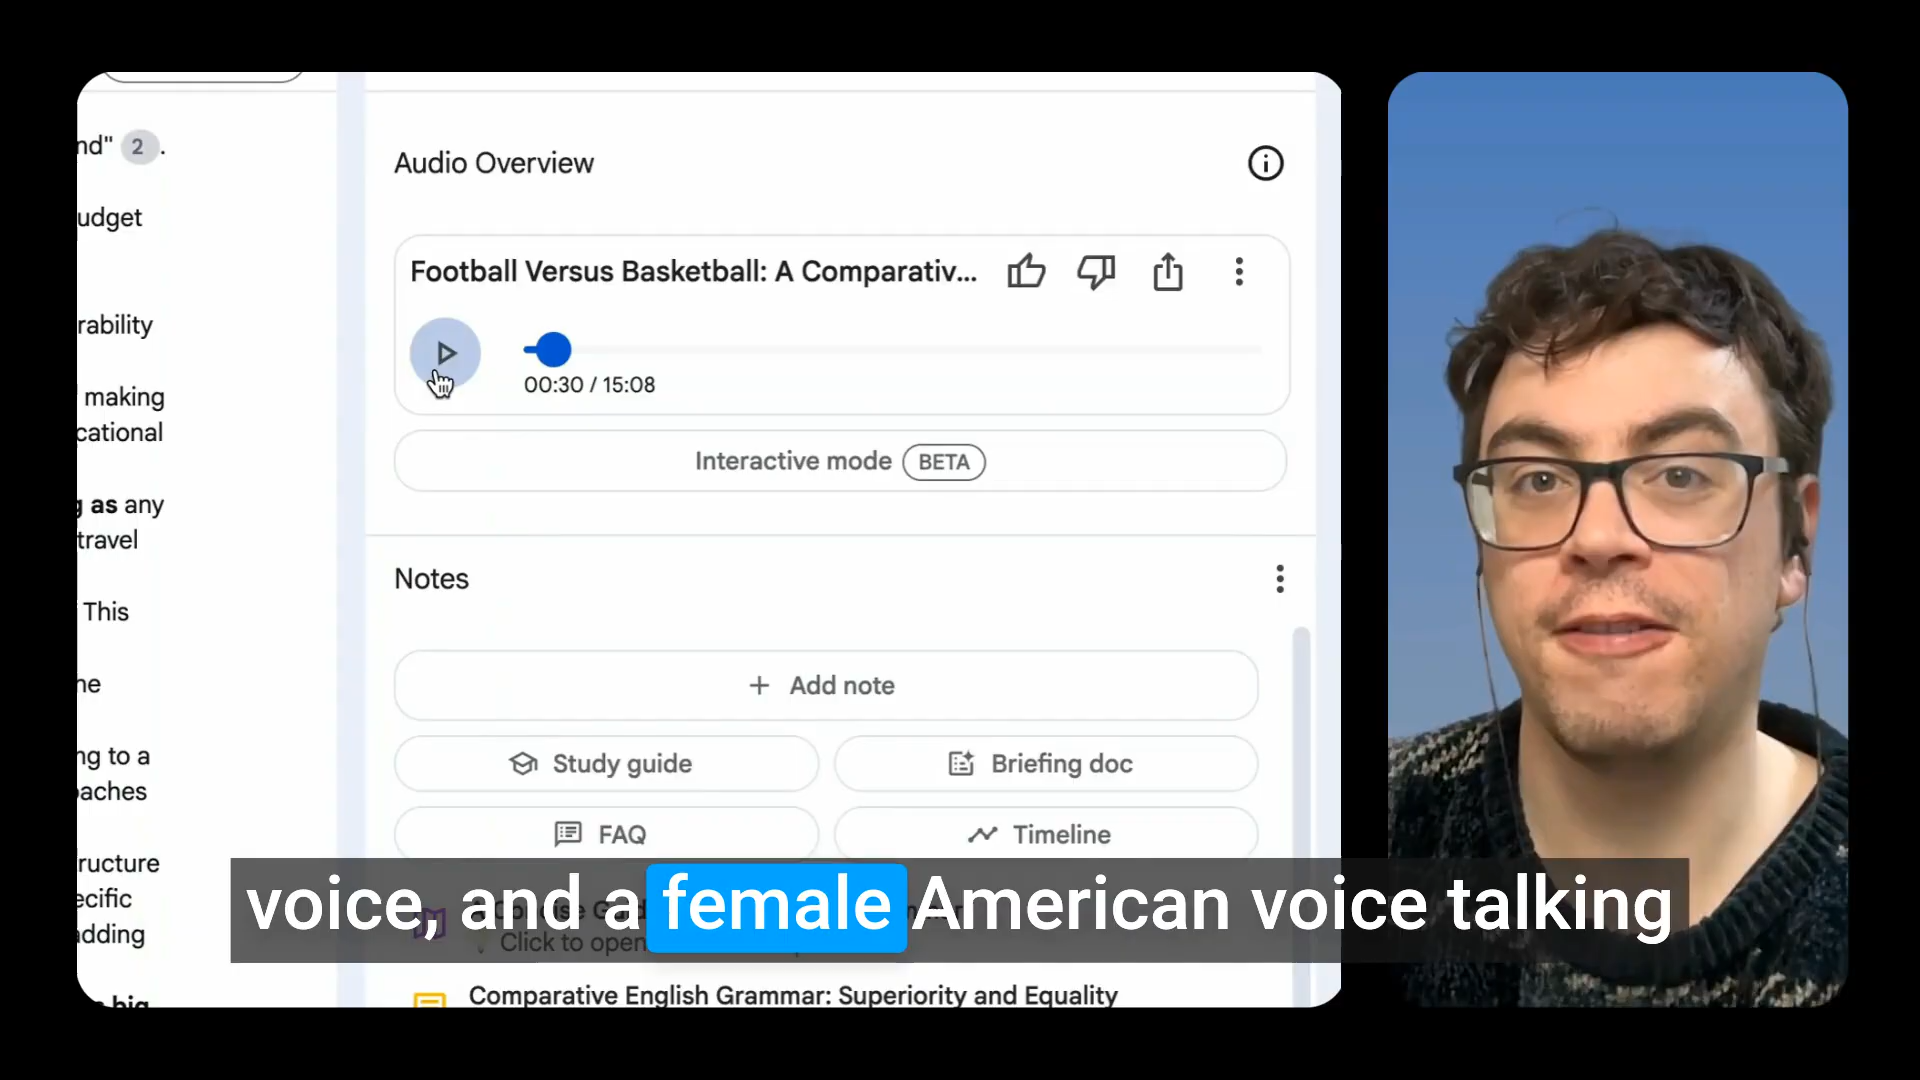 nd" 2.
udget
rability
making
cational
as any
travel
This
ne
ng to a
aches
ructure
ecific
dding
big
Audio Overview
Football Versus Basketball: A Comparativ...
00:30 / 15:08
Interactive mode BETA
Notes
+ Add note
Study guide
Briefing doc
FAQ
Timeline
Click to open
Comparative English Grammar: Superiority and Equality
voice, and a female American voice talking